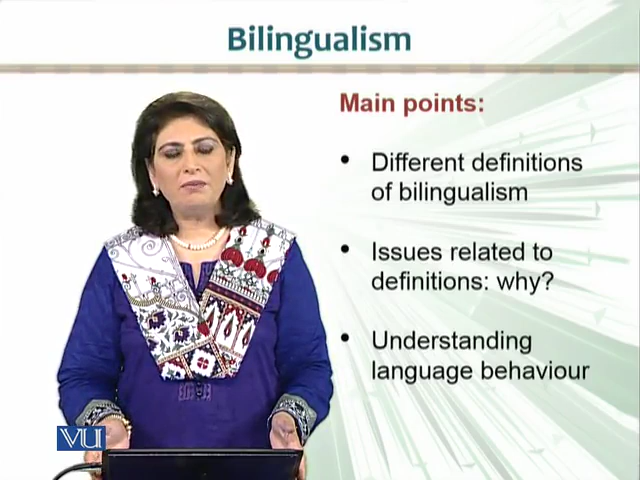 Bilingualism
Main points:
• Different definitions
of bilingualism
• Issues related to
definitions: why?
• Understanding
language behaviour
VU